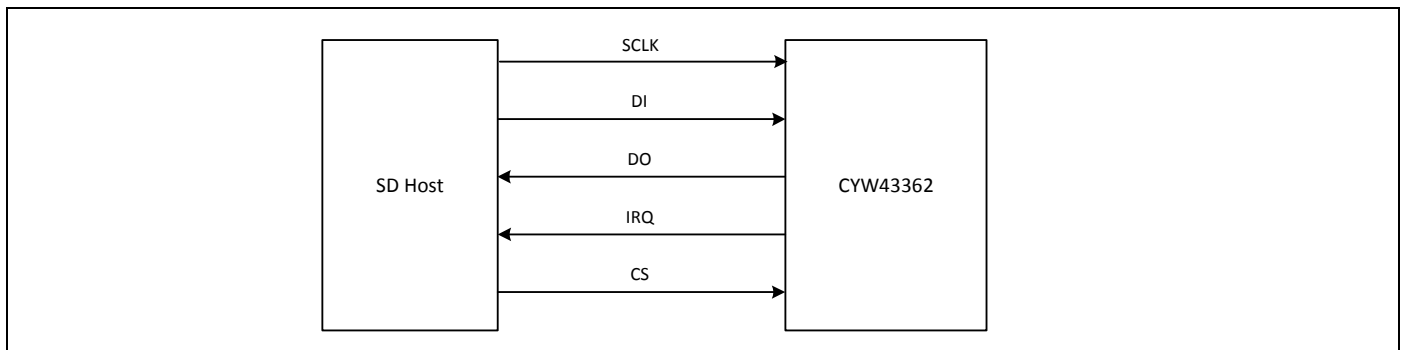 SCLK
DI
DO
SD Host
CYW43362
IRQ
CS